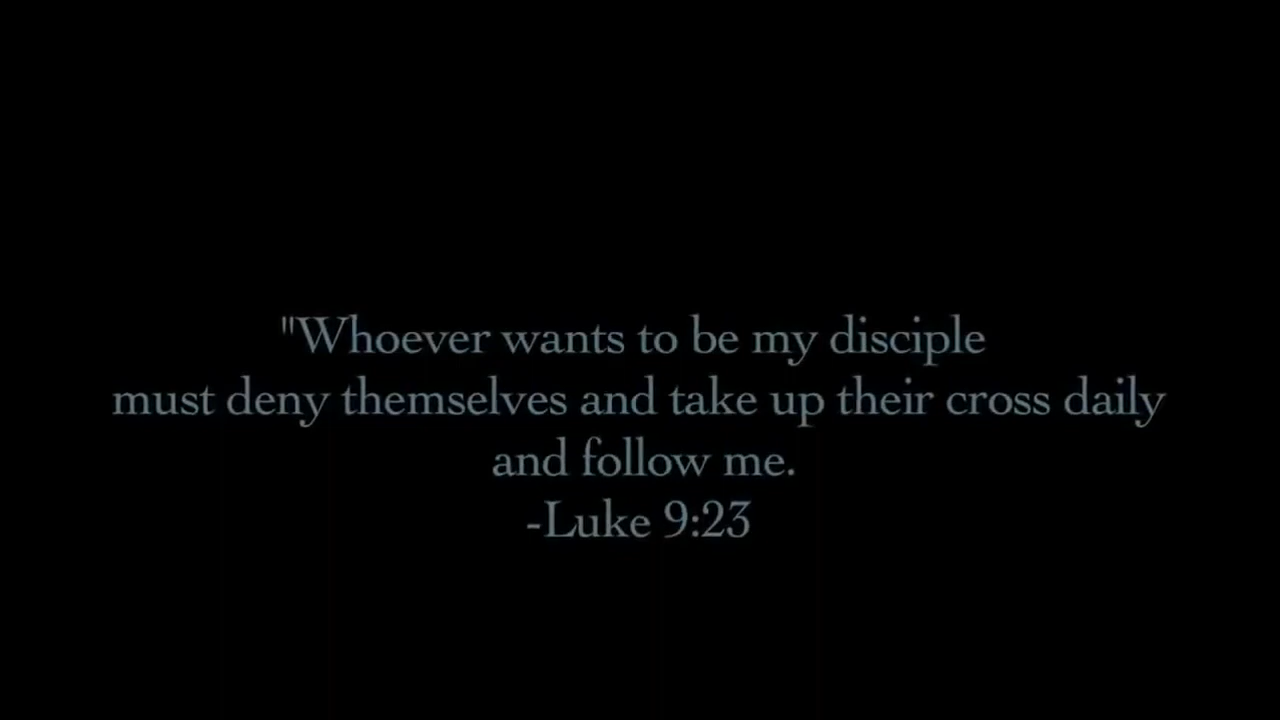 "Whoever wants to be my disciple
must deny themselves and take up their cross daily
and follow me.
-Luke 9:23